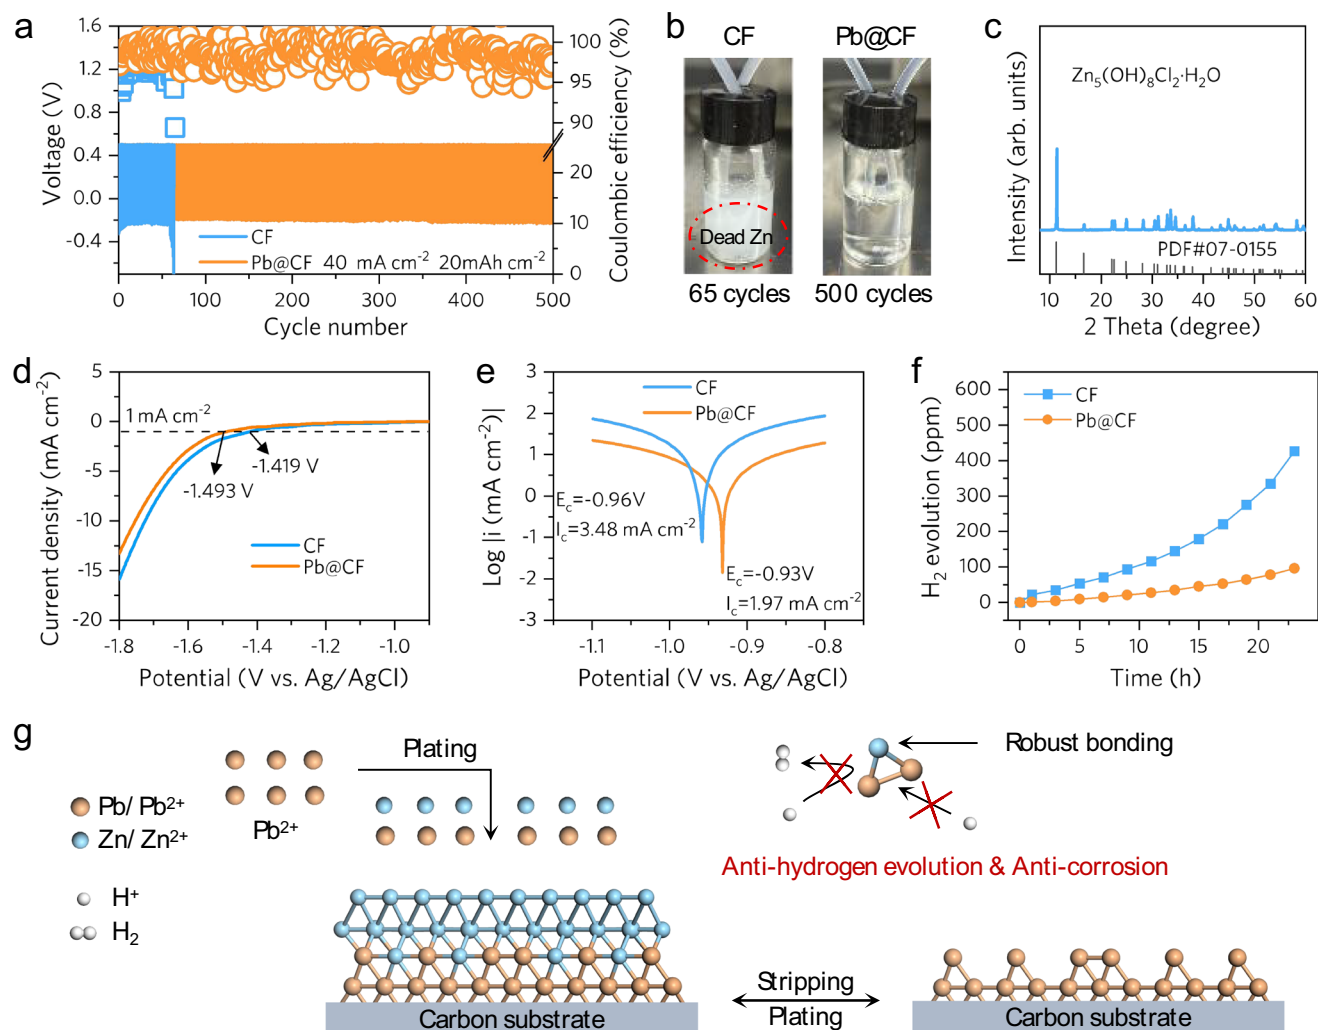 a
1.6
1.2
0.8
0.4
0.0
-0.4
Voltage (V)
100
95
90
20
10
0
Coulombic efficiency (%)
CF
Pb@CF 40 mA cm⁻² 20mAh cm⁻²
0 100 200 300 400 500
Cycle number
b
CF Pb@CF
Dead Zn
65 cycles 500 cycles
c
Intensity (arb. units)
Zn₅(OH)₈Cl₂·H₂O
PDF#07-0155
10 20 30 40 50 60
2 Theta (degree)
d
5
0
-5
-10
-15
-20
Current density (mA cm⁻²)
1 mA cm⁻²
-1.419 V
-1.493 V
CF
Pb@CF
-1.8 -1.6 -1.4 -1.2 -1.0
Potential (V vs. Ag/AgCl)
e
3
2
1
0
-1
-2
-3
Log |i (mA cm⁻²)|
CF
Pb@CF
E꜀=-0.96V
I꜀=3.48 mA cm⁻²
E꜀=-0.93V
I꜀=1.97 mA cm⁻²
-1.1 -1.0 -0.9 -0.8
Potential (V vs. Ag/AgCl)
f
600
450
300
150
0
H₂ evolution (ppm)
CF
Pb@CF
0 5 10 15 20
Time (h)
g
Plating
Pb²⁺
Pb/ Pb²⁺
Zn/ Zn²⁺
H⁺
H₂
Robust bonding
Anti-hydrogen evolution & Anti-corrosion
Stripping
Plating
Carbon substrate
Carbon substrate